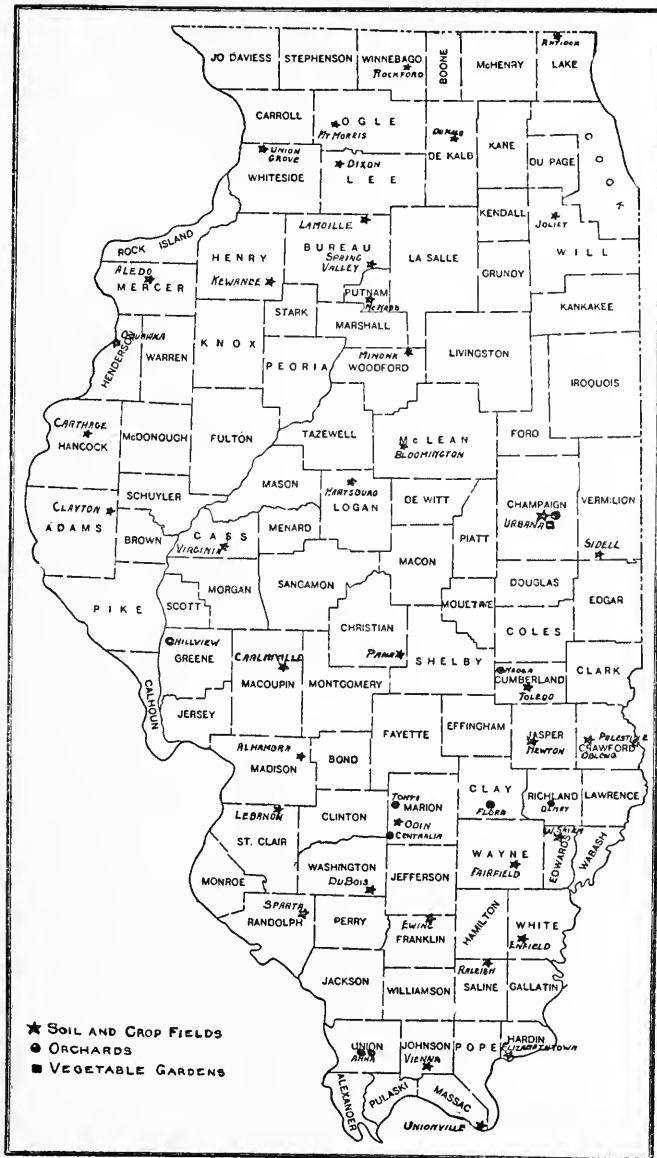 JO DAVIESS
STEPHENSON
WINNEBAGO
ROCKFORD
BOONE
McHENRY
ANTIOCH
LAKE
CARROLL
OGLE
MT MORRIS
DEKALB
DE KALB
KANE
COOK
DU PAGE
UNION
GROVE
WHITESIDE
DIXON
LEE
KENDALL
JOLIET
WILL
ROCK ISLAND
HENRY
KEWANEE
LAMOILLE
BUREAU
SPRING
VALLEY
LA SALLE
GRUNDY
ALEDO
MERCER
PUTNAM
McNABB
KANKAKEE
STARK
MARSHALL
HENDERSON
WARREN
KNOX
PEORIA
MINONK
WOODFORD
LIVINGSTON
IROQUOIS
CARTHAGE
HANCOCK
McDONOUGH
FULTON
TAZEWELL
McLEAN
BLOOMINGTON
FORD
MASON
HARTSBURG
LOGAN
DE WITT
CHAMPAIGN
URBANA
VERMILION
SIDELL
SCHUYLER
CLAYTON
ADAMS
BROWN
CASS
VIRGINIA
MENARD
PIATT
MACON
PIKE
SCOTT
MORGAN
SANGAMON
DOUGLAS
EDGAR
MOULTRIE
COLES
CHRISTIAN
PANA
SHELBY
HILLVIEW
GREENE
CARLINVILLE
MACOUPIN
MONTGOMERY
NEOGA
CUMBERLAND
TOLEDO
CLARK
CALHOUN
JERSEY
FAYETTE
EFFINGHAM
JASPER
NEWTON
PALESTINE
CRAWFORD
OBLONG
ALHAMBRA
MADISON
BOND
TONTI
MARION
ODIN
CENTRALIA
CLAY
FLORA
RICHLAND
OLNEY
LAWRENCE
LEBANON
ST. CLAIR
CLINTON
W. SALEM
EDWARDS
WABASH
WAYNE
FAIRFIELD
MONROE
WASHINGTON
DUBOIS
JEFFERSON
SPARTA
RANDOLPH
PERRY
EWING
FRANKLIN
HAMILTON
WHITE
ENFIELD
JACKSON
WILLIAMSON
RALEIGH
SALINE
GALLATIN
★ SOIL AND CROP FIELDS
● ORCHARDS
■ VEGETABLE GARDENS
UNION
ANNA
JOHNSON
VIENNA
POPE
HARDIN
ELIZABETHTOWN
ALEXANDER
PULASKI
MASSAC
UNIONVILLE